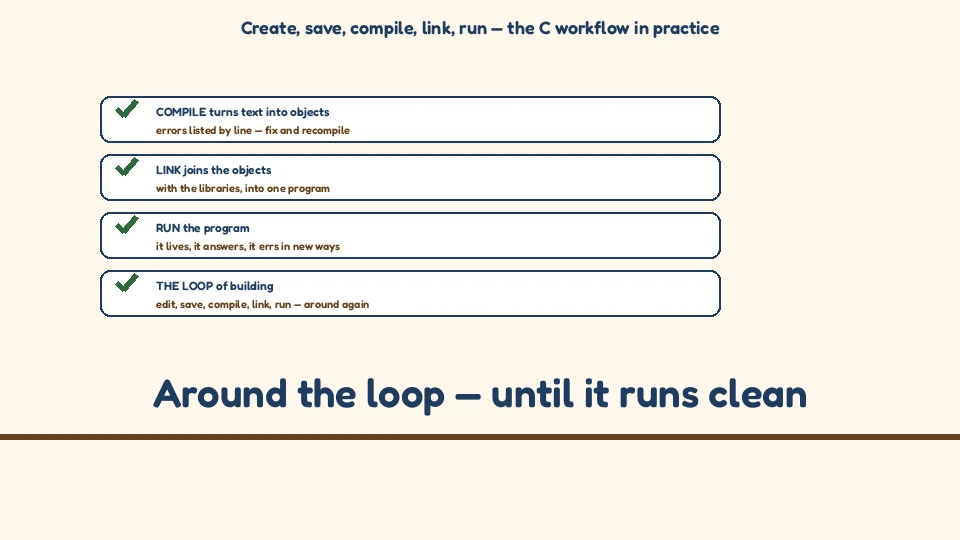 Create, save, compile, link, run — the C workflow in practice
COMPILE turns text into objects
errors listed by line — fix and recompile
LINK joins the objects
with the libraries, into one program
RUN the program
it lives, it answers, it errs in new ways
THE LOOP of building
edit, save, compile, link, run — around again
Around the loop — until it runs clean